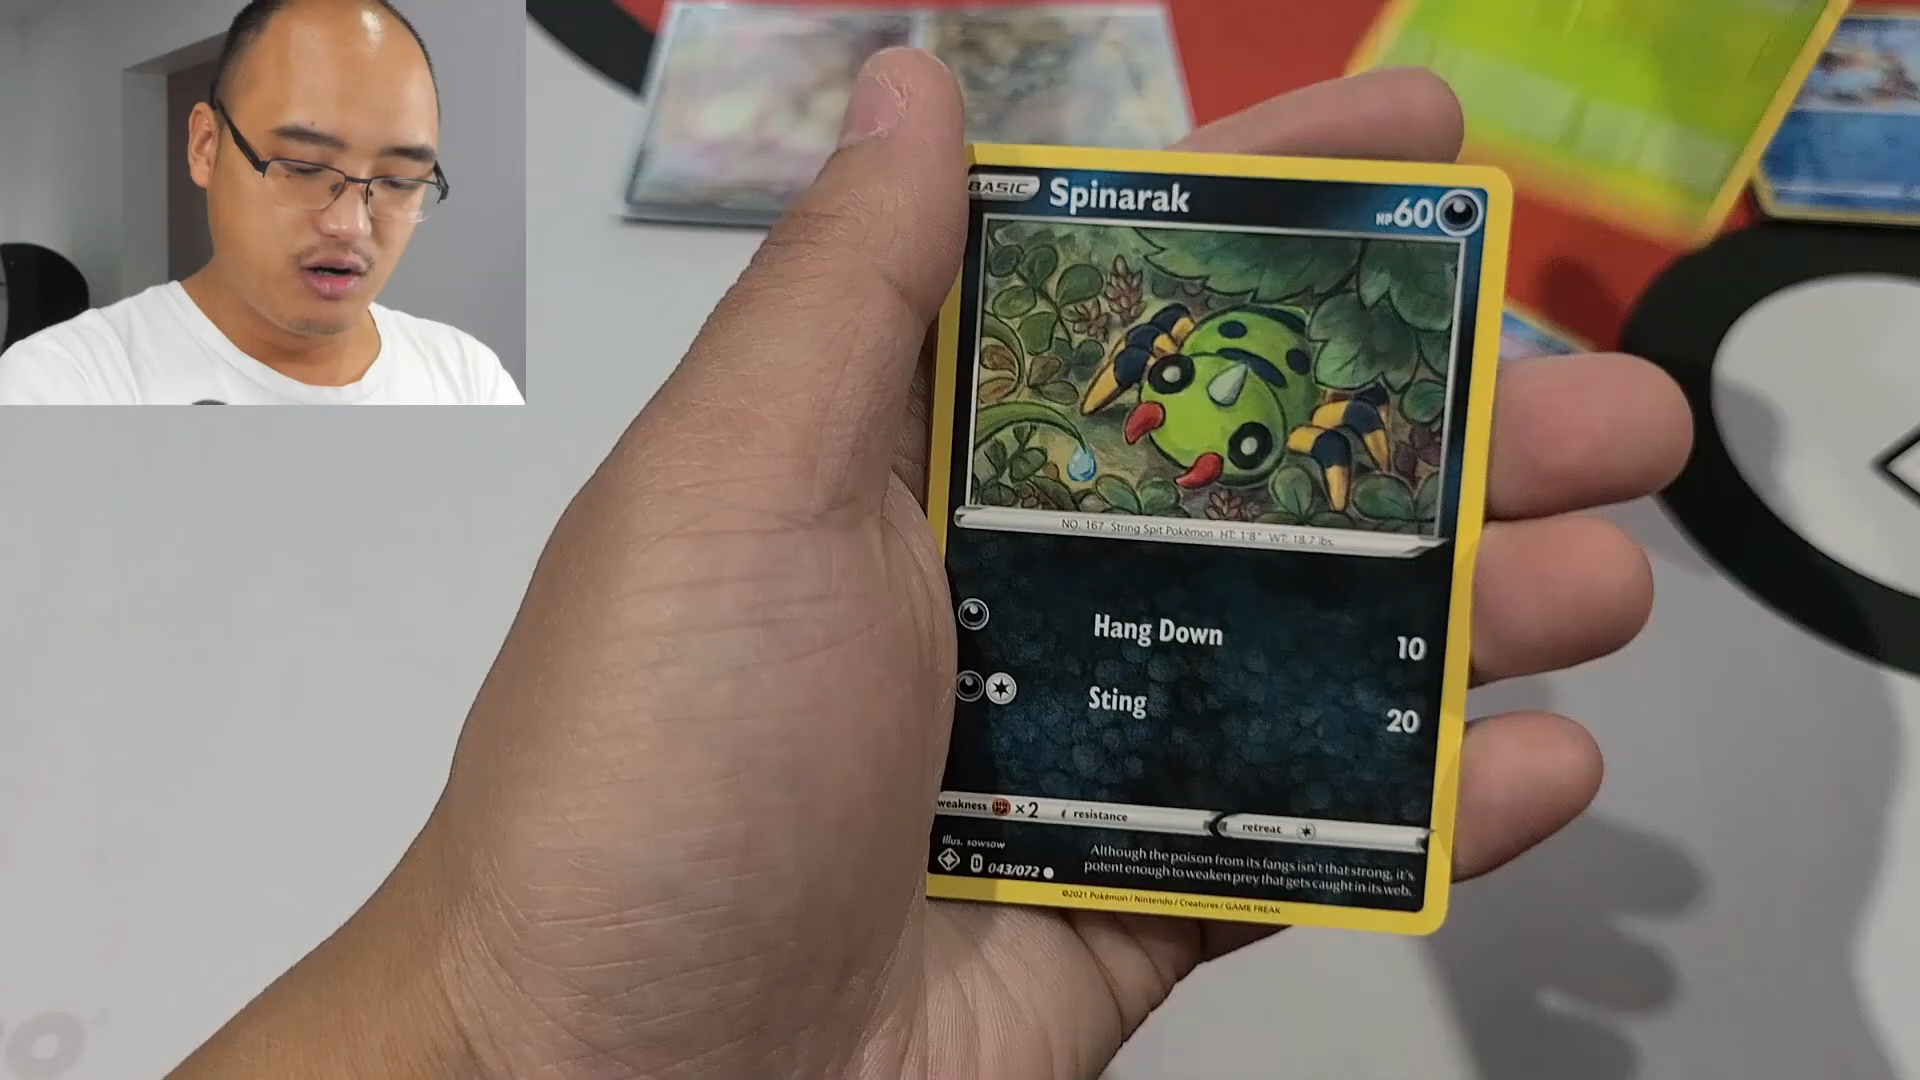 BASIC Spinarak HP60
NO. 167 String Spit Pokémon HT: 1'8" WT: 18.7 lbs.
Hang Down 10
Sting 20
weakness ×2 resistance retreat
Illus. sowsow
D 043/072
Although the poison from its fangs isn't that strong, it's
potent enough to weaken prey that gets caught in its web.
©2021 Pokémon / Nintendo / Creatures / GAME FREAK